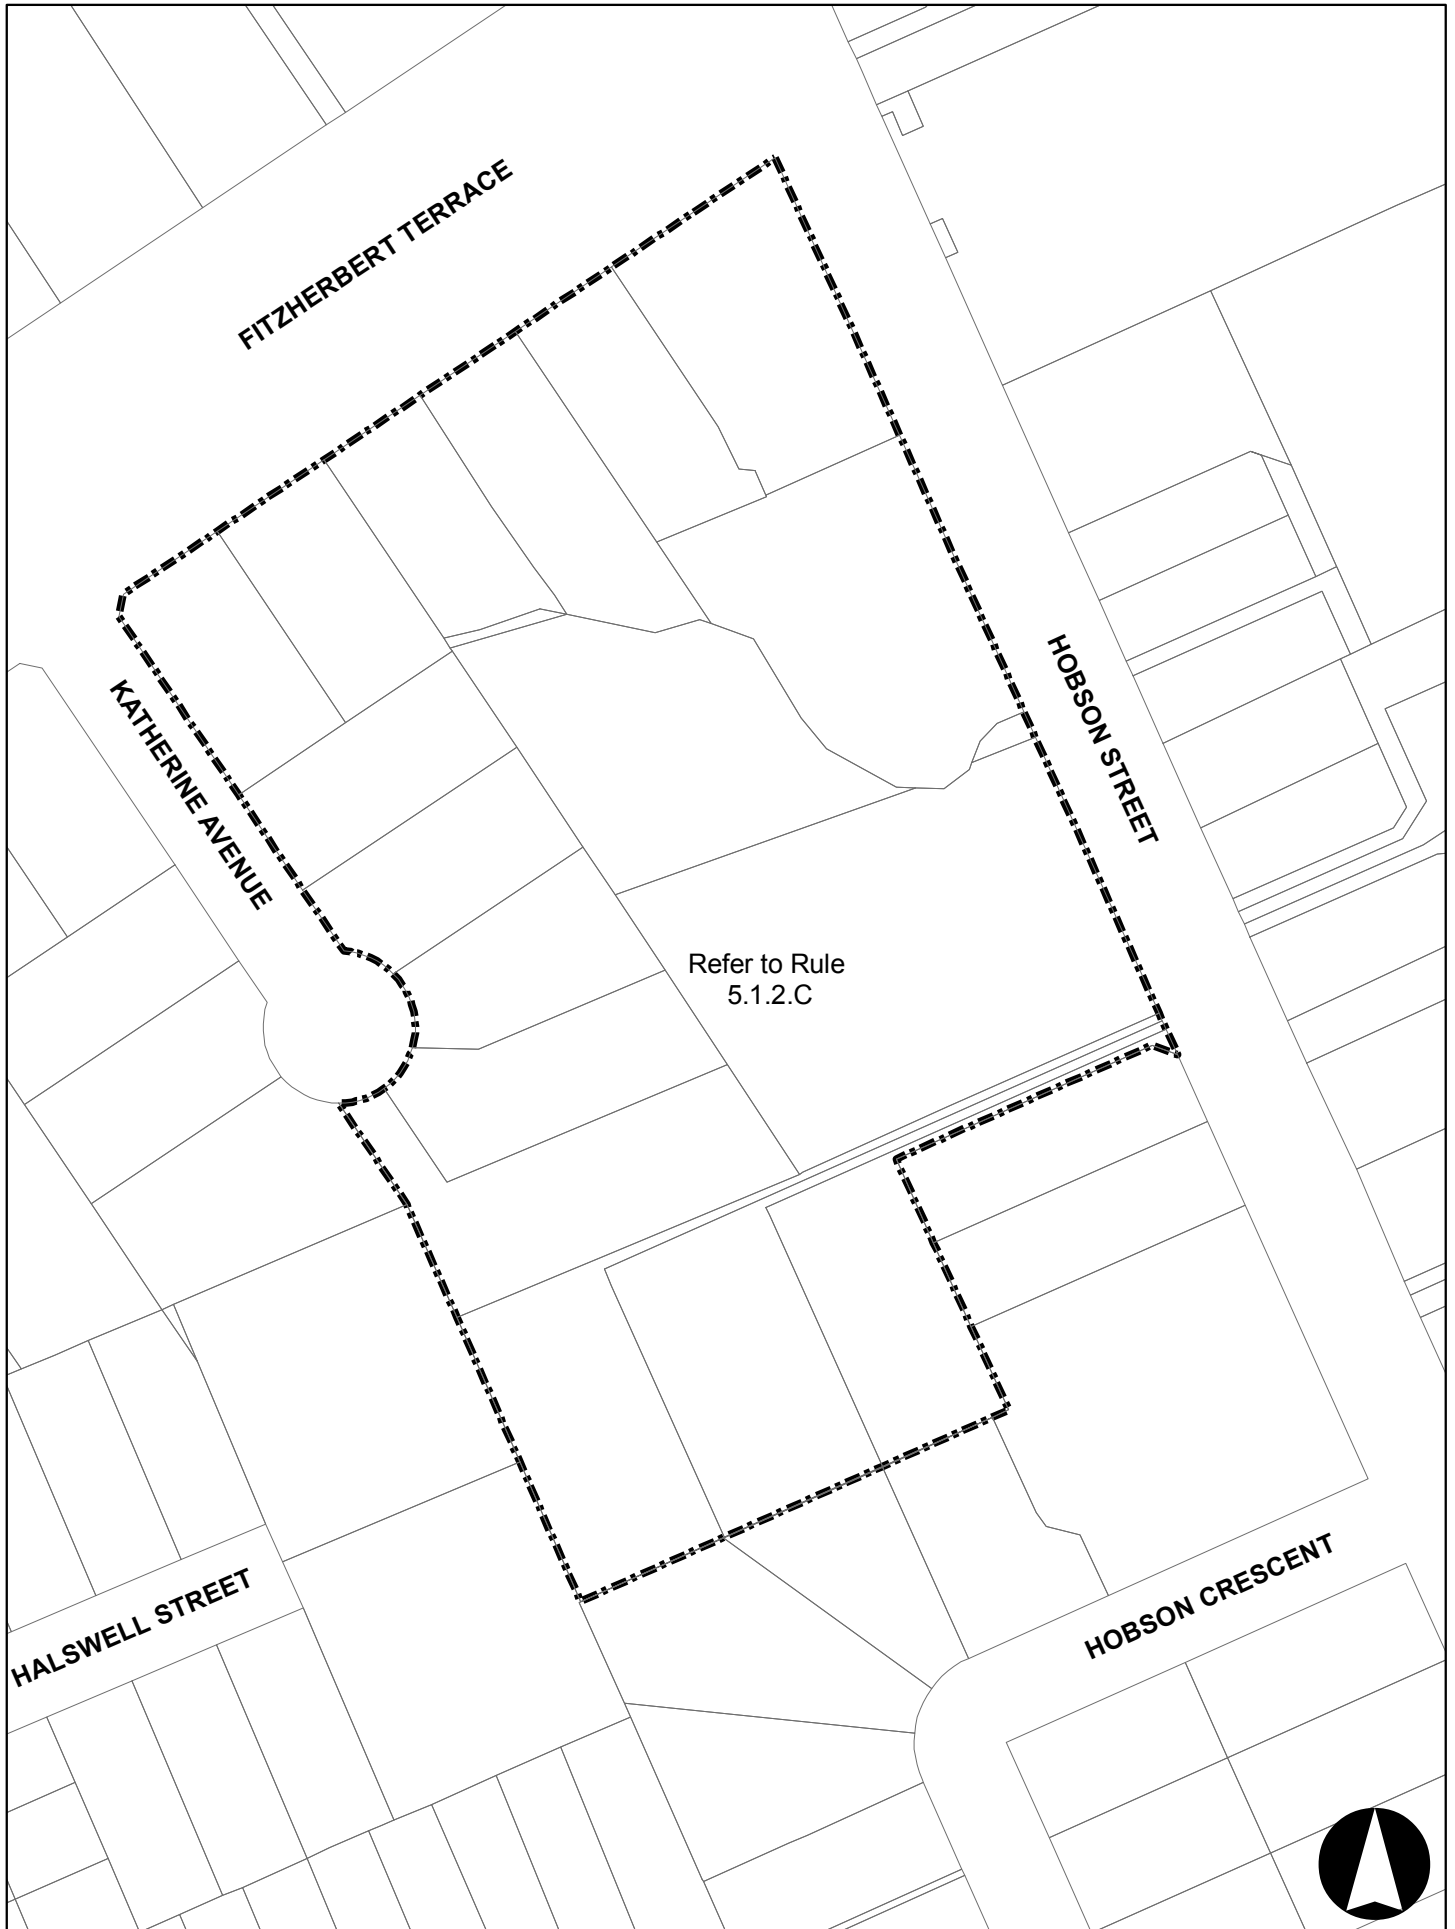 FITZHERBERT TERRACE
KATHERINE AVENUE
HOBSON STREET
Refer to Rule
5.1.2.C
HALSWELL STREET
HOBSON CRESCENT